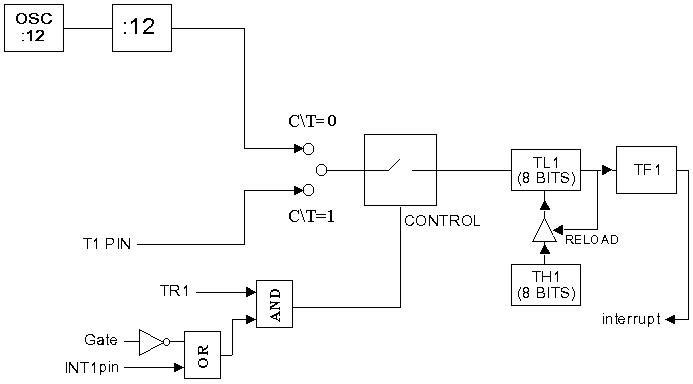 OSC
:12
:12
C\T=0
C\T=1
T1 PIN
CONTROL
TL1
(8 BITS)
TF1
RELOAD
TH1
(8 BITS)
TR1
AND
Gate
INT1pin
OR
interrupt